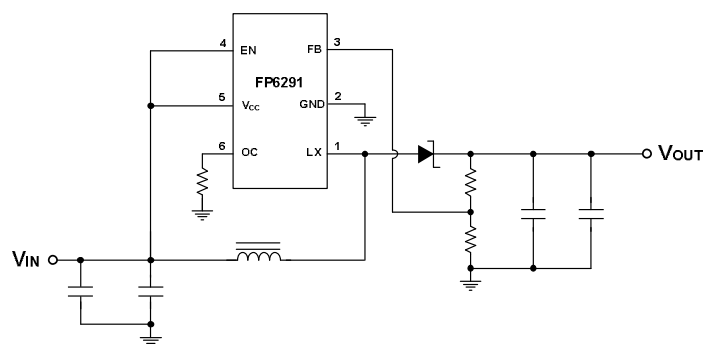 4 EN FB 3
FP6291
5 VCC GND 2
6 OC LX 1
VOUT
VIN